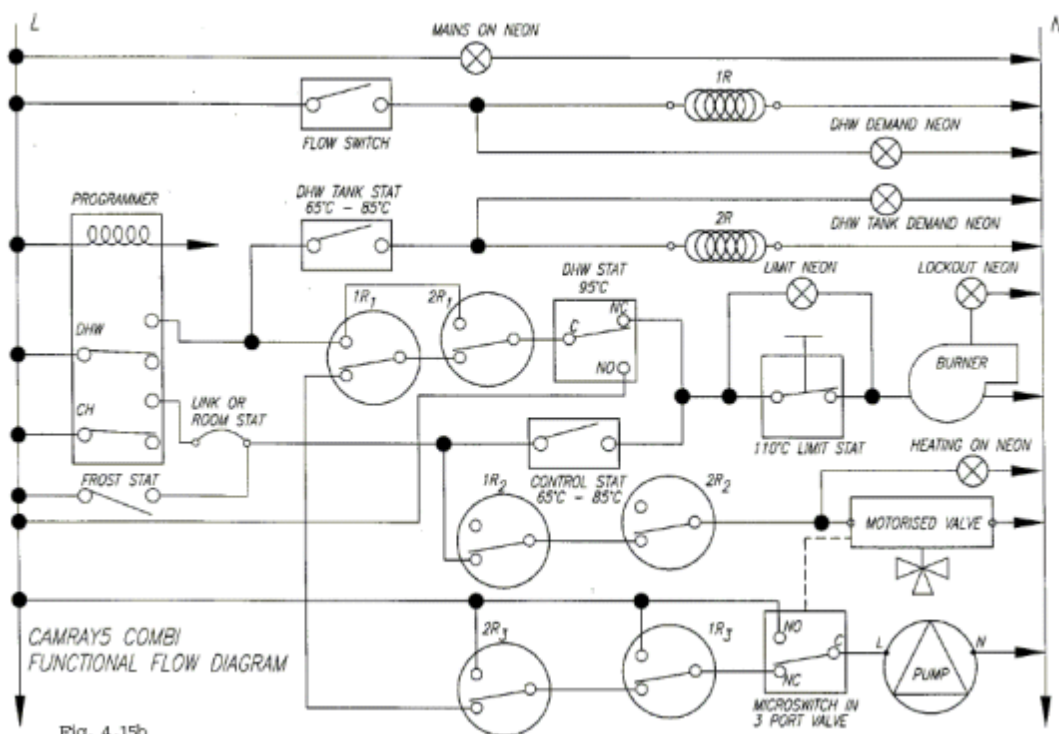 L
N
MAINS ON NEON
1R
FLOW SWITCH
DHW DEMAND NEON
PROGRAMMER
DHW TANK STAT
65°C - 85°C
DHW TANK DEMAND NEON
2R
DHW STAT
95°C
LIMIT NEON
LOCKOUT NEON
1R1
2R1
NC
C
DHW
BURNER
NO
LINK OR
ROOM STAT
CH
110°C LIMIT STAT
HEATING ON NEON
FROST STAT
CONTROL STAT
65°C - 85°C
1R2
2R2
MOTORISED VALVE
CAMRAY5 COMBI
FUNCTIONAL FLOW DIAGRAM
2R3
1R3
NO
C
NC
L
N
PUMP
MICROSWITCH IN
3 PORT VALVE
Fig. 4.15b